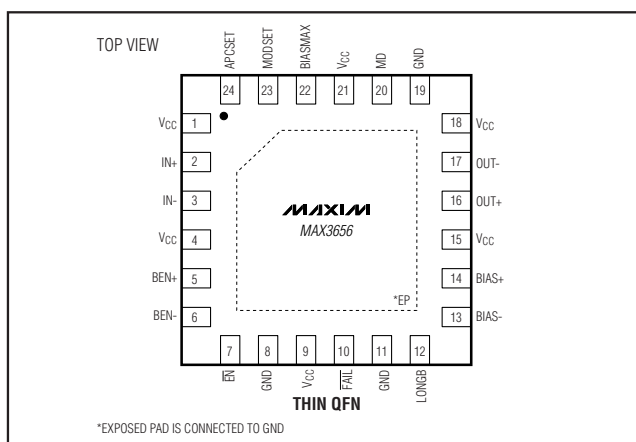 TOP VIEW
APCSET
MODSET
BIASMAX
VCC
MD
GND
24
23
22
21
20
19
VCC 1
IN+ 2
IN- 3
VCC 4
BEN+ 5
BEN- 6
18 VCC
17 OUT-
16 OUT+
15 VCC
14 BIAS+
13 BIAS-
MAXIM
MAX3656
*EP
7
8
9
10
11
12
E̅N̅
GND
VCC
F̅A̅I̅L̅
GND
LONGB
THIN QFN
*EXPOSED PAD IS CONNECTED TO GND